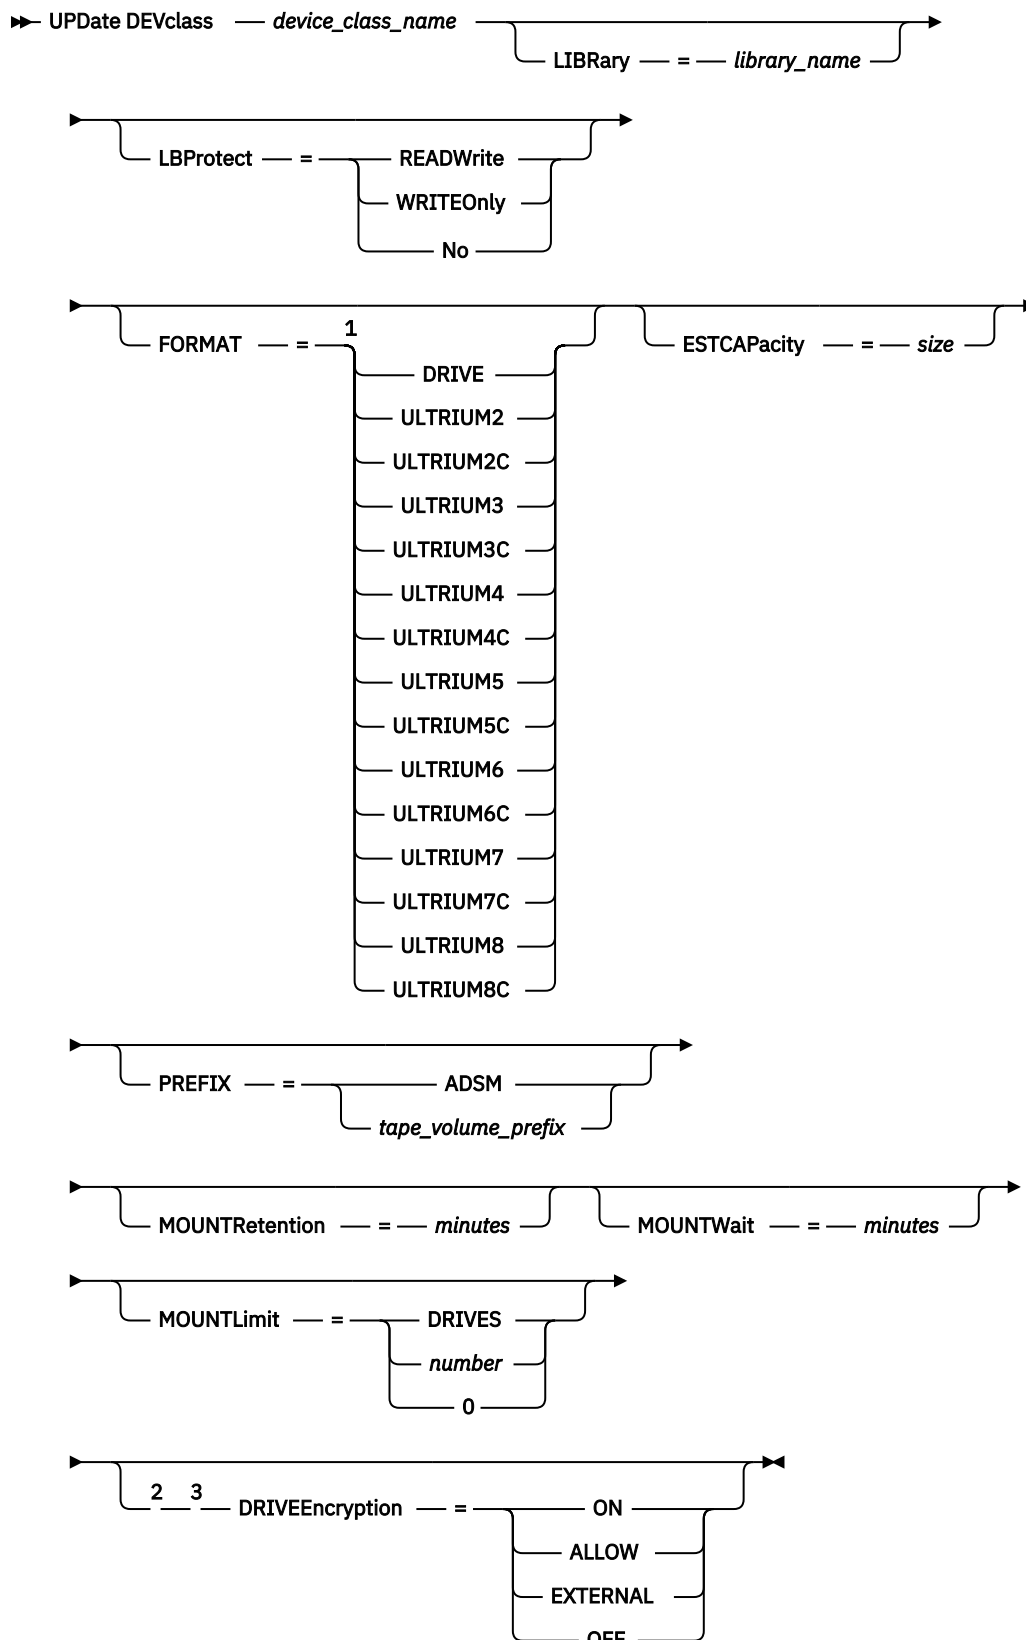 UPDate DEVclass device_class_name
LIBRary = library_name
LBProtect = READWrite
WRITEOnly
No
FORMAT = 1
DRIVE
ULTRIUM2
ULTRIUM2C
ULTRIUM3
ULTRIUM3C
ULTRIUM4
ULTRIUM4C
ULTRIUM5
ULTRIUM5C
ULTRIUM6
ULTRIUM6C
ULTRIUM7
ULTRIUM7C
ULTRIUM8
ULTRIUM8C
ESTCAPacity = size
PREFIX = ADSM
tape_volume_prefix
MOUNTRetention = minutes
MOUNTWait = minutes
MOUNTLimit = DRIVES
number
0
2 3 DRIVEEncryption = ON
ALLOW
EXTERNAL
OFF